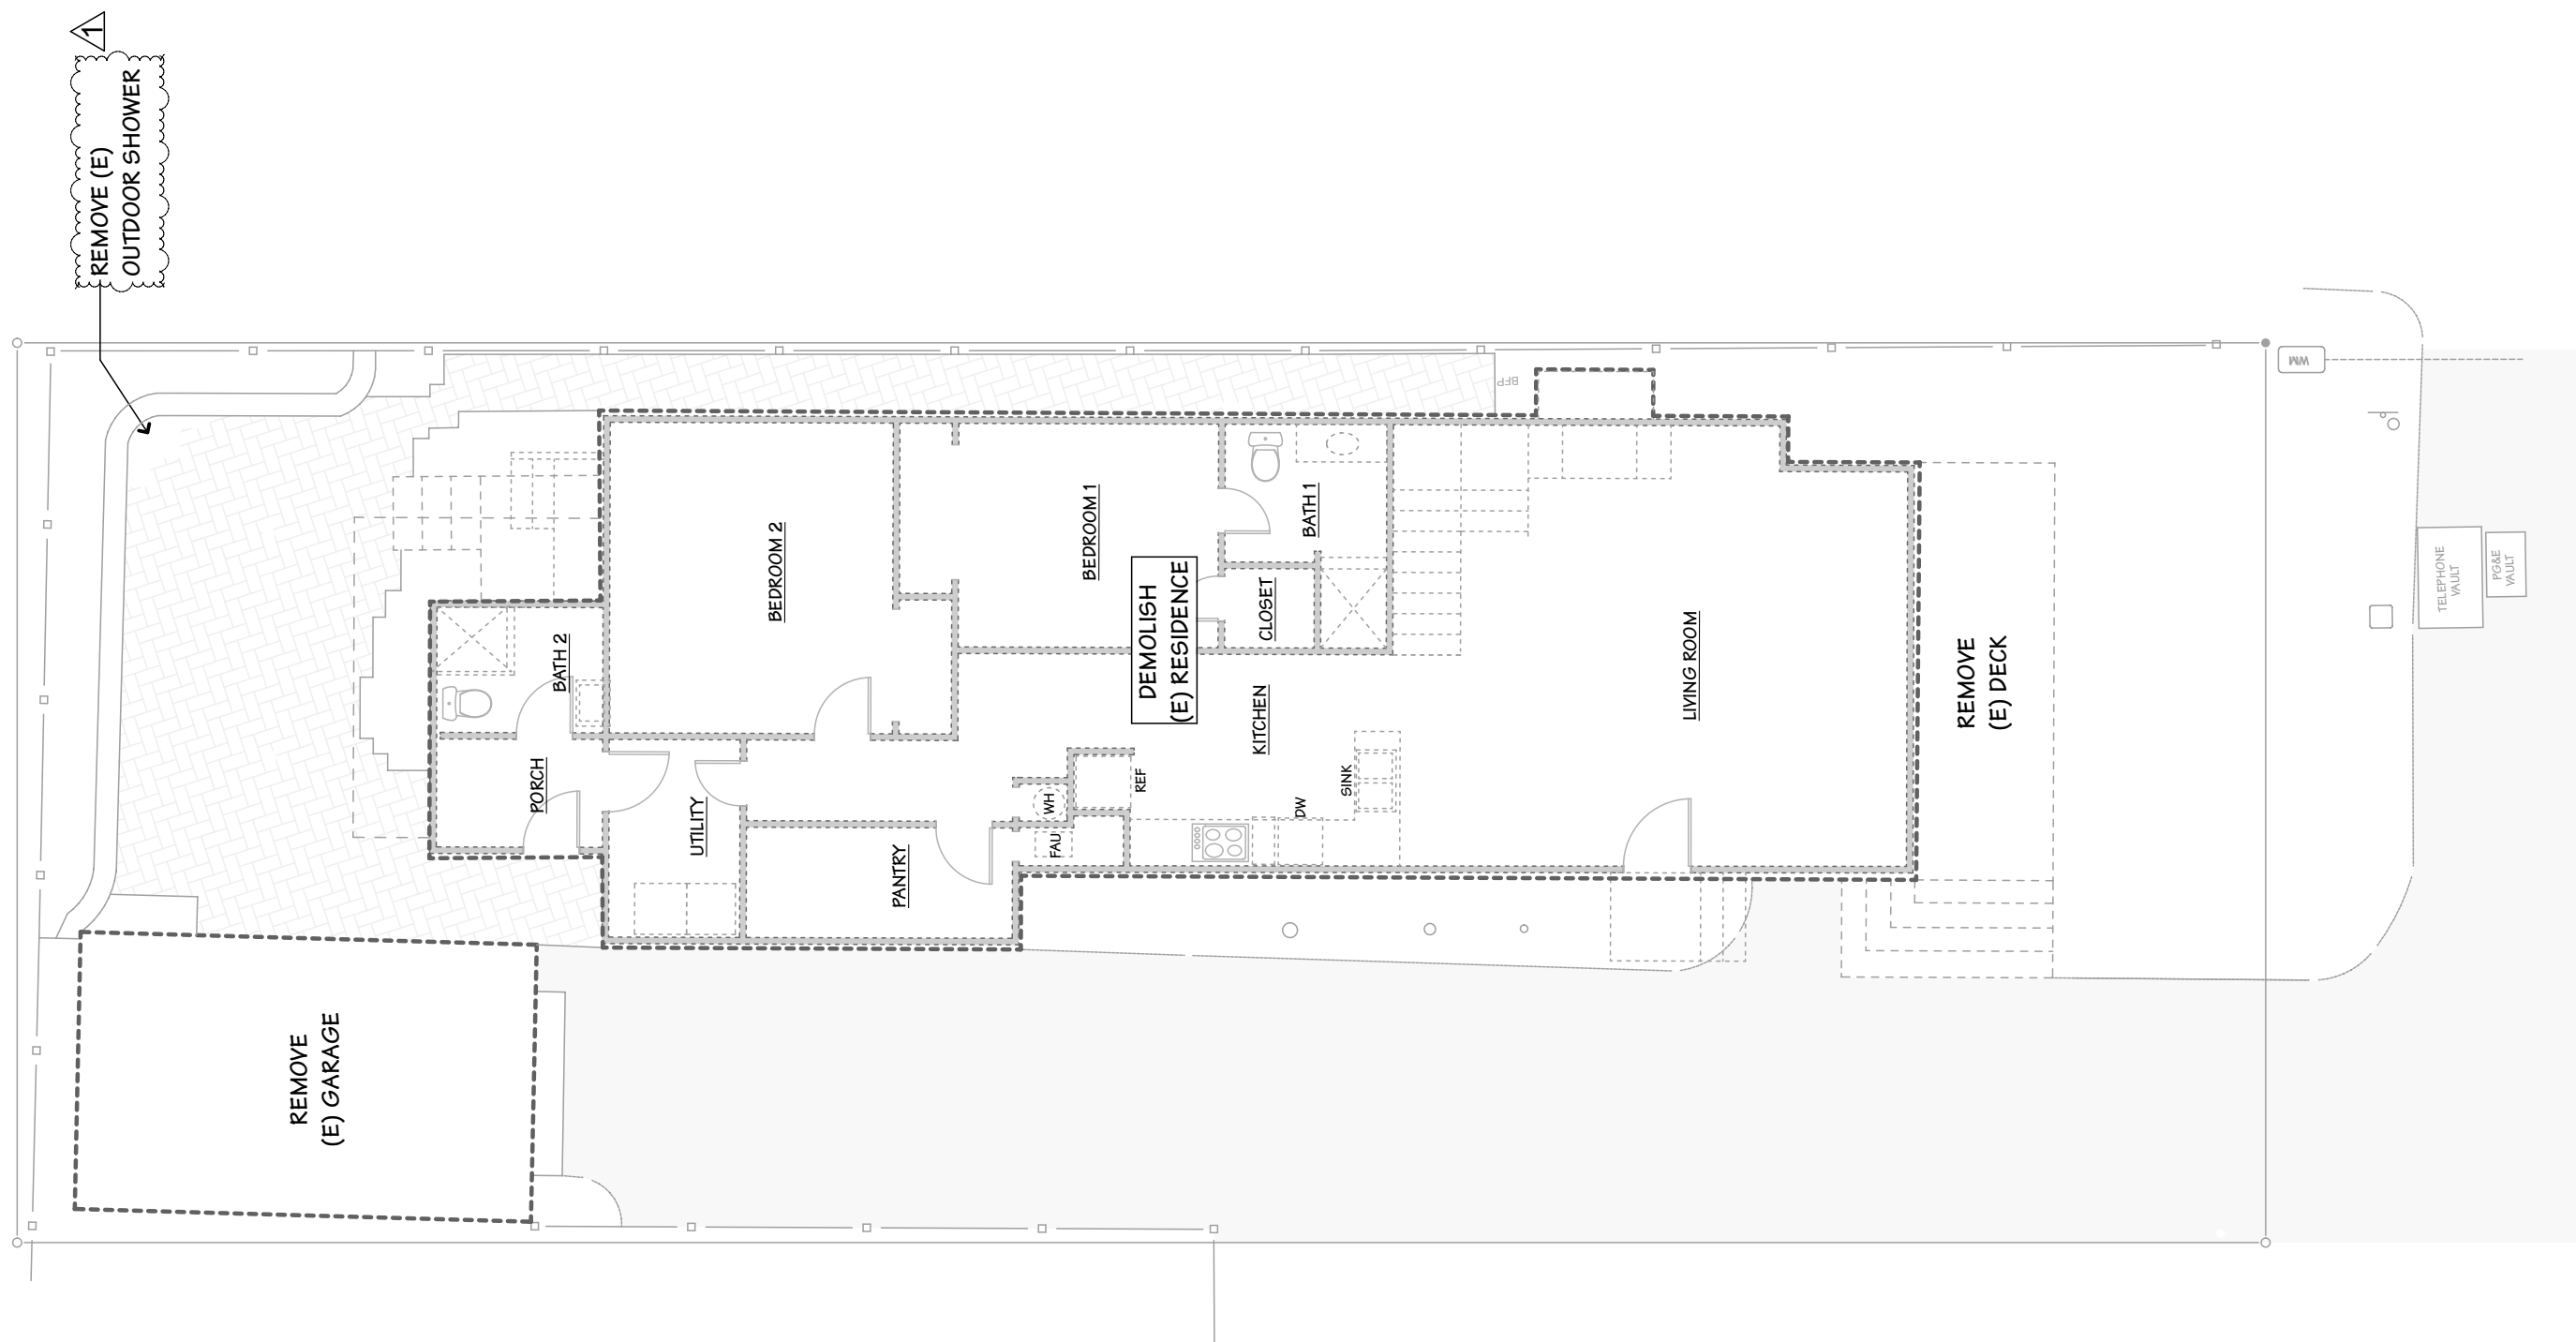 1
REMOVE (E)
OUTDOOR SHOWER
BFP
WM
BEDROOM 2
BEDROOM 1
BATH 1
CLOSET
DEMOLISH
(E) RESIDENCE
BATH 2
PORCH
UTILITY
PANTRY
WH
FAU
REF
KITCHEN
DW
SINK
LIVING ROOM
REMOVE
(E) DECK
TELEPHONE
VAULT
PG&E
VAULT
REMOVE
(E) GARAGE